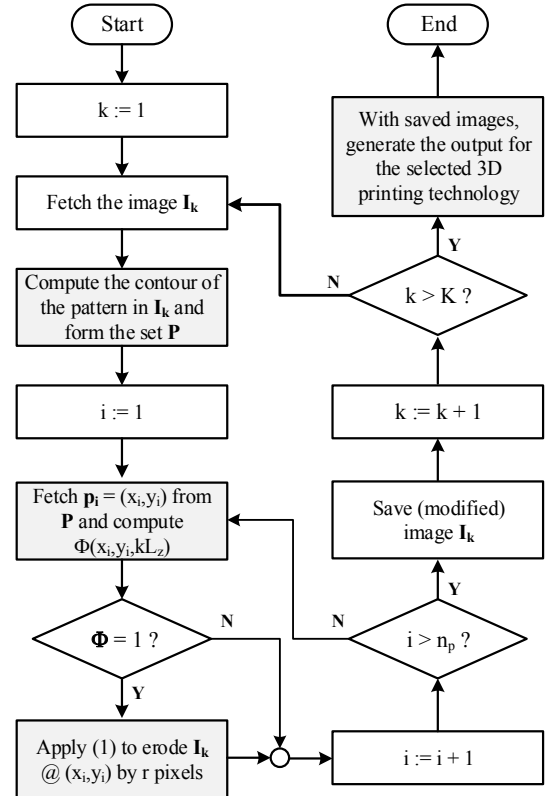 Start
k := 1
Fetch the image I_k
Compute the contour of
the pattern in I_k and
form the set P
i := 1
Fetch p_i = (x_i,y_i) from
P and compute
Φ(x_i,y_i,kL_z)
Φ = 1 ?
N
Y
Apply (1) to erode I_k
@ (x_i,y_i) by r pixels
i := i + 1
i > n_p ?
N
Y
Save (modified)
image I_k
k := k + 1
k > K ?
N
Y
With saved images,
generate the output for
the selected 3D
printing technology
End